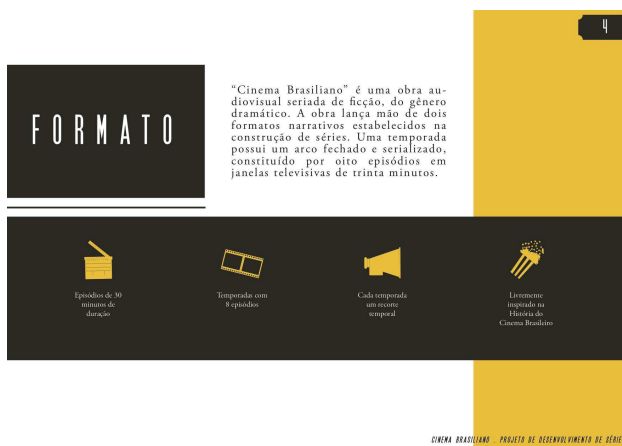 4
FORMATO
“Cinema Brasiliano” é uma obra au-
diovisual seriada de ficção, do gênero
dramático. A obra lança mão de dois
formatos narrativos estabelecidos na
construção de séries. Uma temporada
possui um arco fechado e serializado,
constituído por oito episódios em
janelas televisivas de trinta minutos.
Episódios de 30
minutos de
duração
Temporadas com
8 episódios
Cada temporada
um recorte
temporal
Livremente
inspirado na
História do
Cinema Brasileiro
CINEMA BRASILIANO . PROJETO DE DESENVOLVIMENTO DE SÉRIE